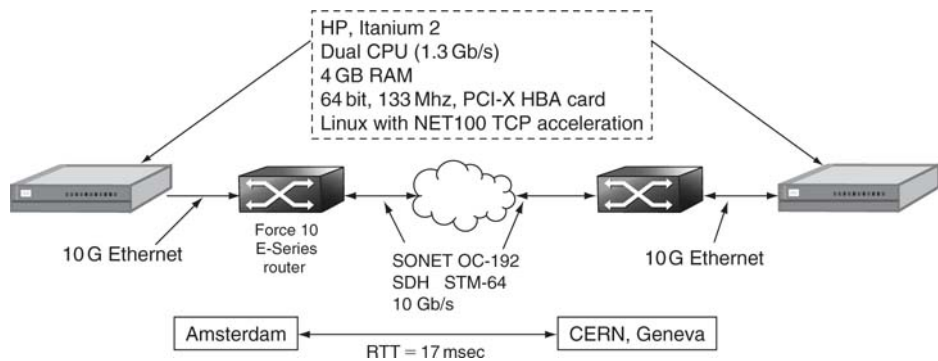 HP, Itanium 2
Dual CPU (1.3 Gb/s)
4 GB RAM
64 bit, 133 Mhz, PCI-X HBA card
Linux with NET100 TCP acceleration
10 G Ethernet
Force 10
E-Series
router
SONET OC-192
SDH STM-64
10 Gb/s
10 G Ethernet
Amsterdam
CERN, Geneva
RTT = 17 msec